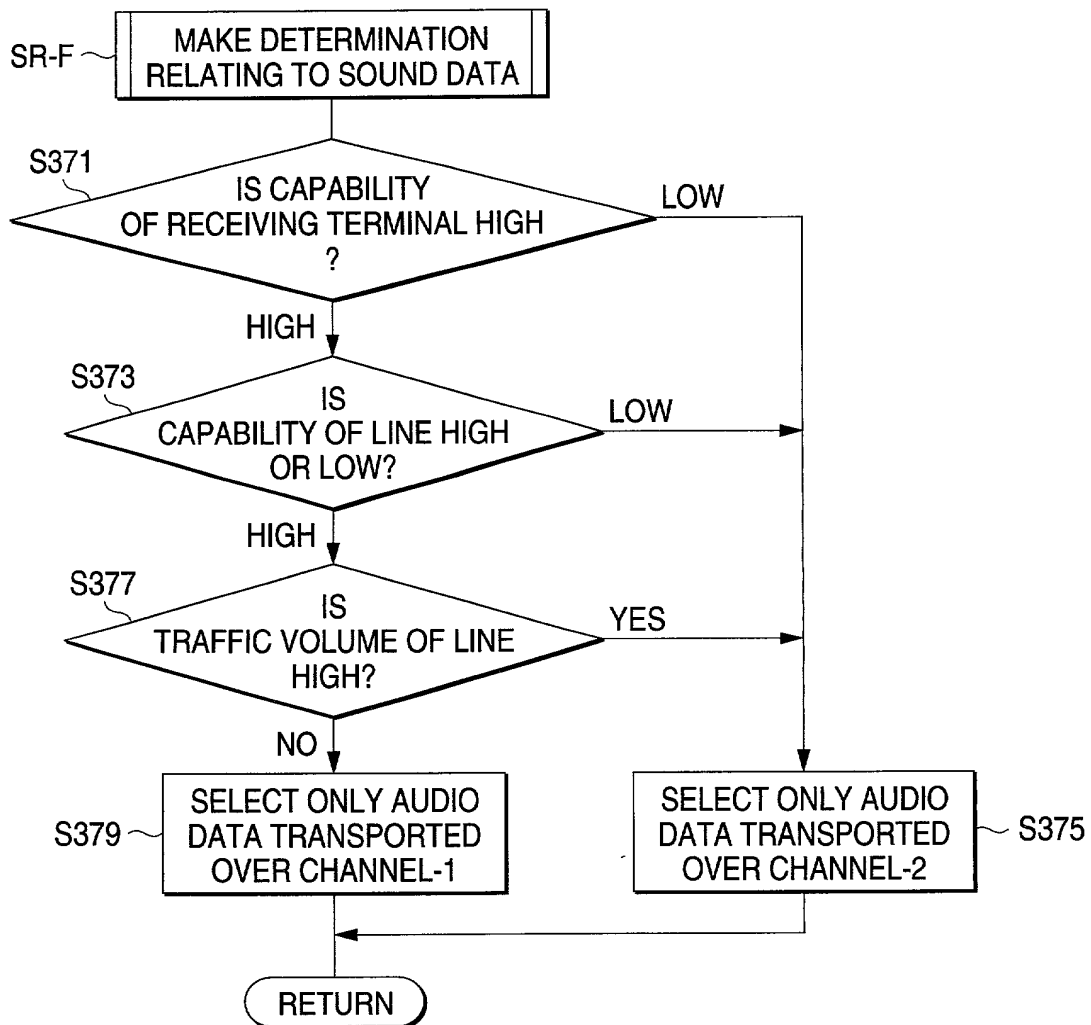 SR-F
MAKE DETERMINATION
RELATING TO SOUND DATA
S371
IS CAPABILITY
OF RECEIVING TERMINAL HIGH
?
LOW
HIGH
S373
IS
CAPABILITY OF LINE HIGH
OR LOW?
LOW
HIGH
S377
IS
TRAFFIC VOLUME OF LINE
HIGH?
YES
NO
S379
SELECT ONLY AUDIO
DATA TRANSPORTED
OVER CHANNEL-1
SELECT ONLY AUDIO
DATA TRANSPORTED
OVER CHANNEL-2
S375
RETURN